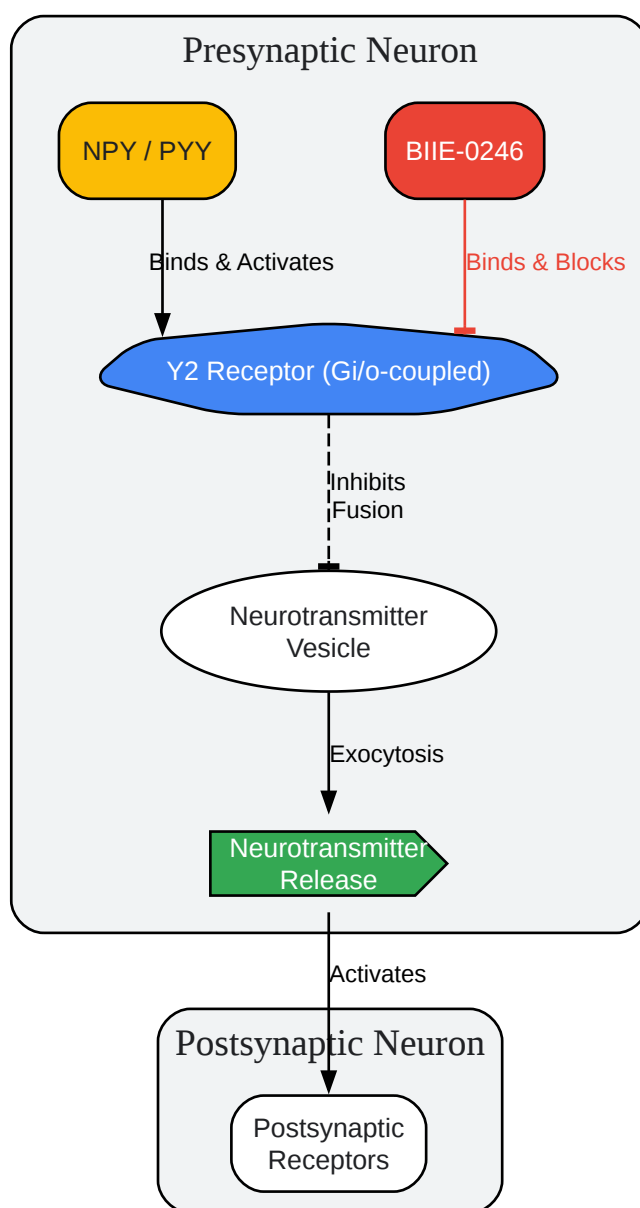 Presynaptic Neuron
NPY / PYY
BIIE-0246
Binds & Activates
Binds & Blocks
Y2 Receptor (Gi/o-coupled)
Inhibits
Fusion
Neurotransmitter
Vesicle
Exocytosis
Neurotransmitter
Release
Activates
Postsynaptic Neuron
Postsynaptic
Receptors